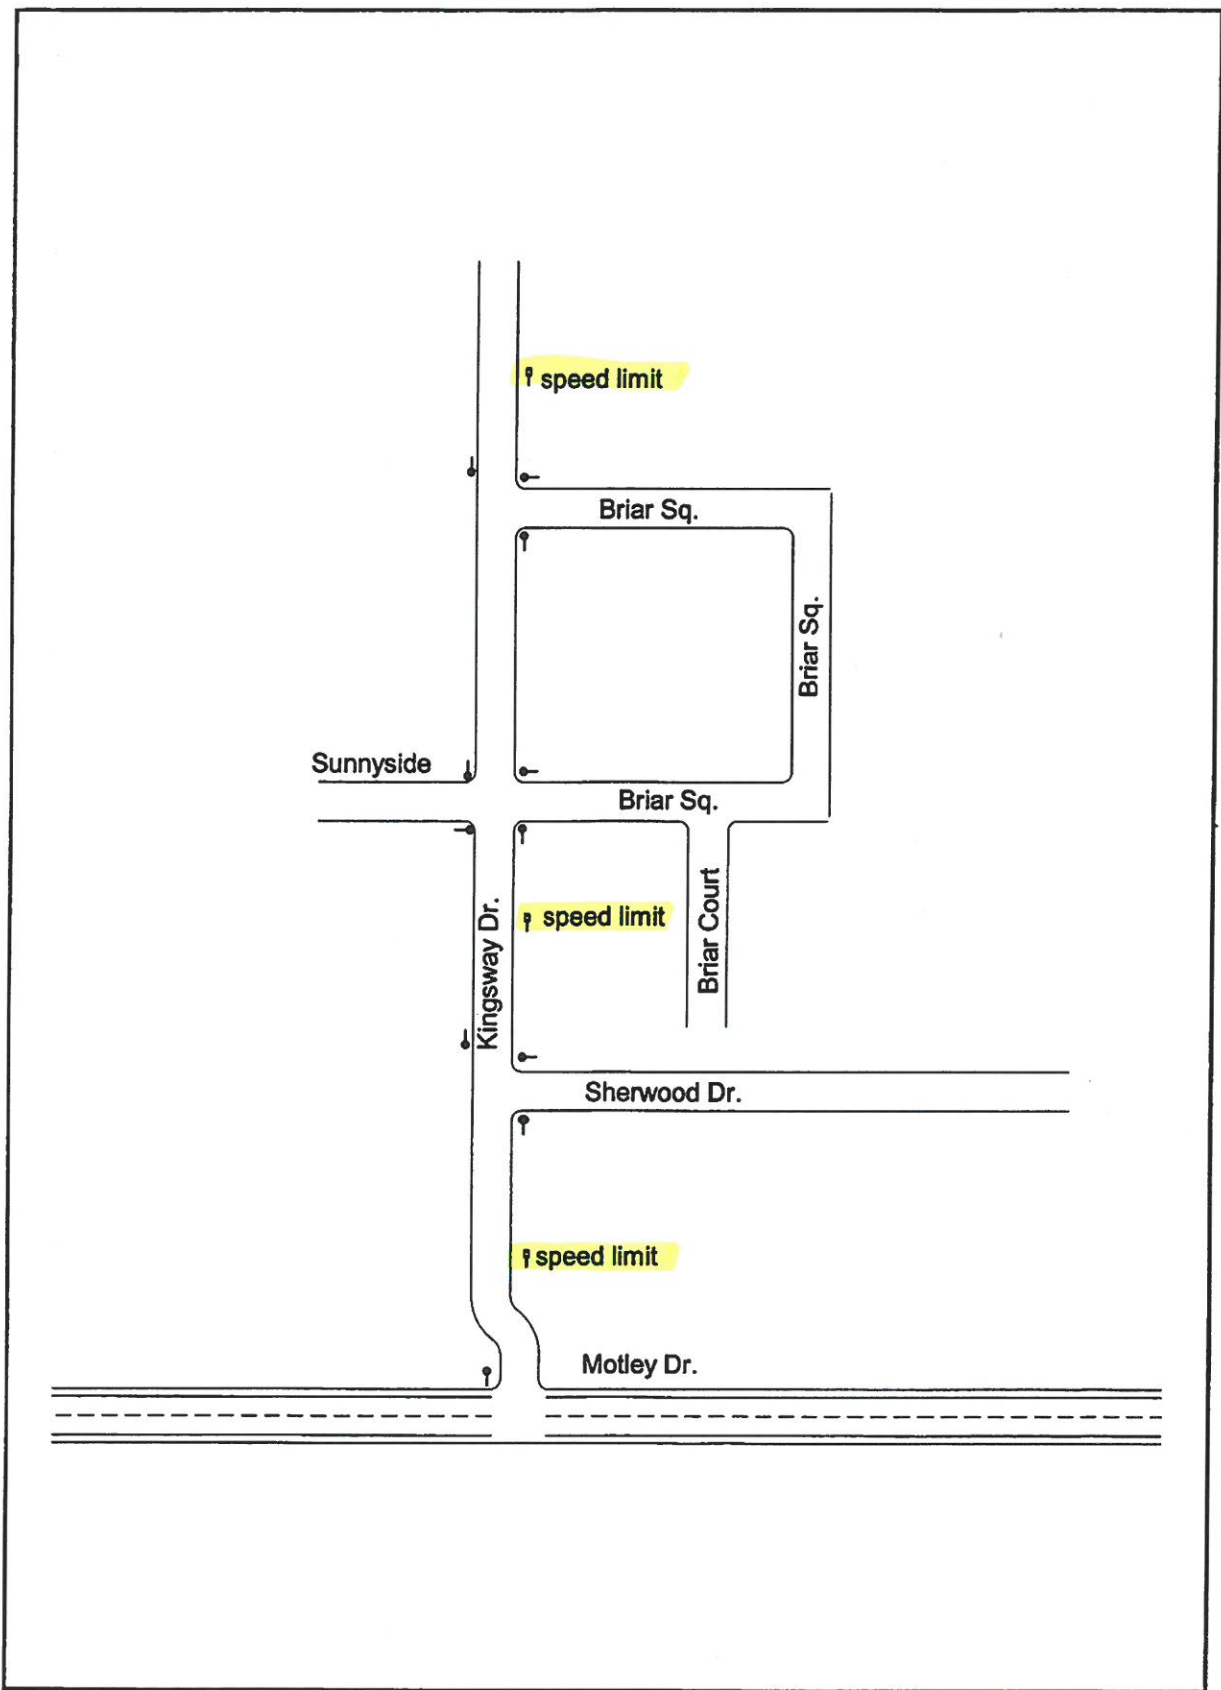 speed limit
Briar Sq.
Briar Sq.
Sunnyside
Briar Sq.
Briar Court
speed limit
Kingsway Dr.
Sherwood Dr.
speed limit
Motley Dr.